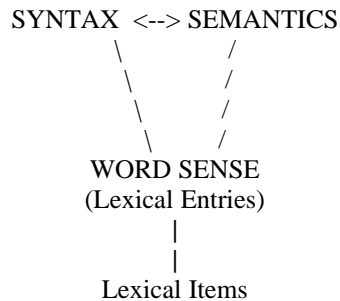 SYNTAX <--> SEMANTICS
\ /
\ /
\ /
\ /
\ /
WORD SENSE
(Lexical Entries)
|
|
Lexical Items